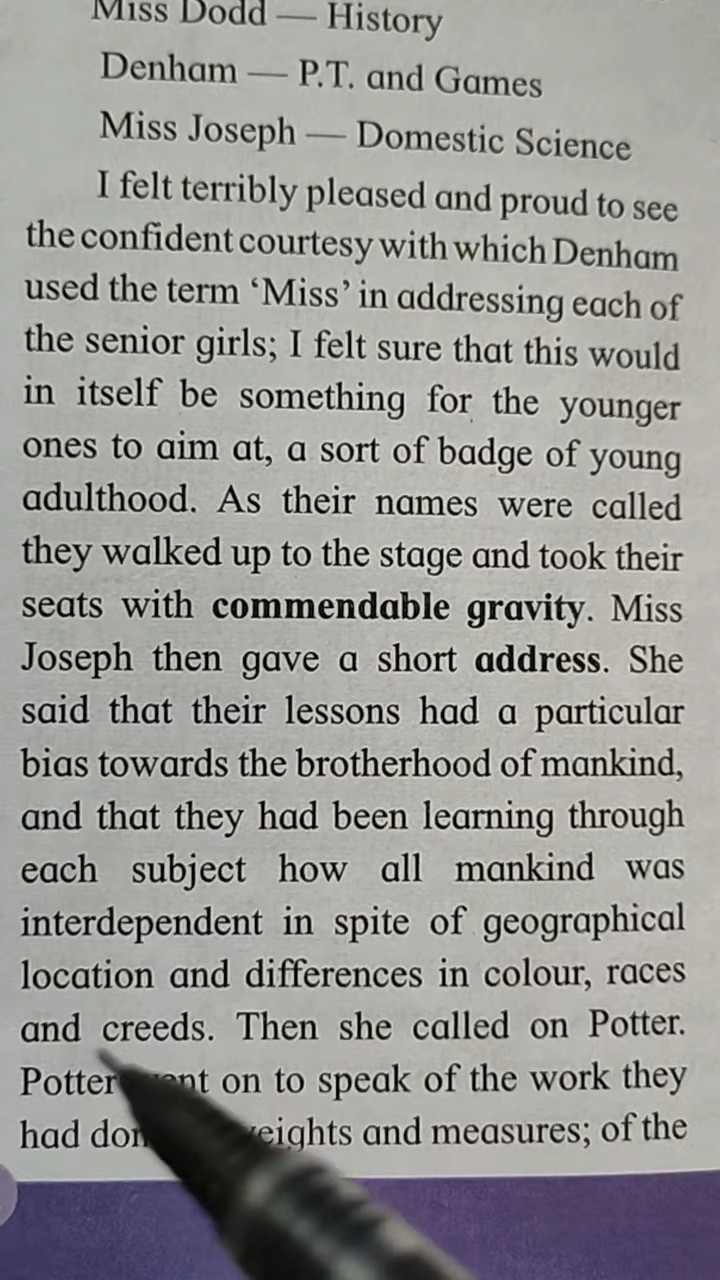 Miss Dodd — History
Denham — P.T. and Games
Miss Joseph — Domestic Science
I felt terribly pleased and proud to see
the confident courtesy with which Denham
used the term ‘Miss’ in addressing each of
the senior girls; I felt sure that this would
in itself be something for the younger
ones to aim at, a sort of badge of young
adulthood. As their names were called
they walked up to the stage and took their
seats with commendable gravity. Miss
Joseph then gave a short address. She
said that their lessons had a particular
bias towards the brotherhood of mankind,
and that they had been learning through
each subject how all mankind was
interdependent in spite of geographical
location and differences in colour, races
and creeds. Then she called on Potter.
Potter on to speak of the work they
had and measures; of the